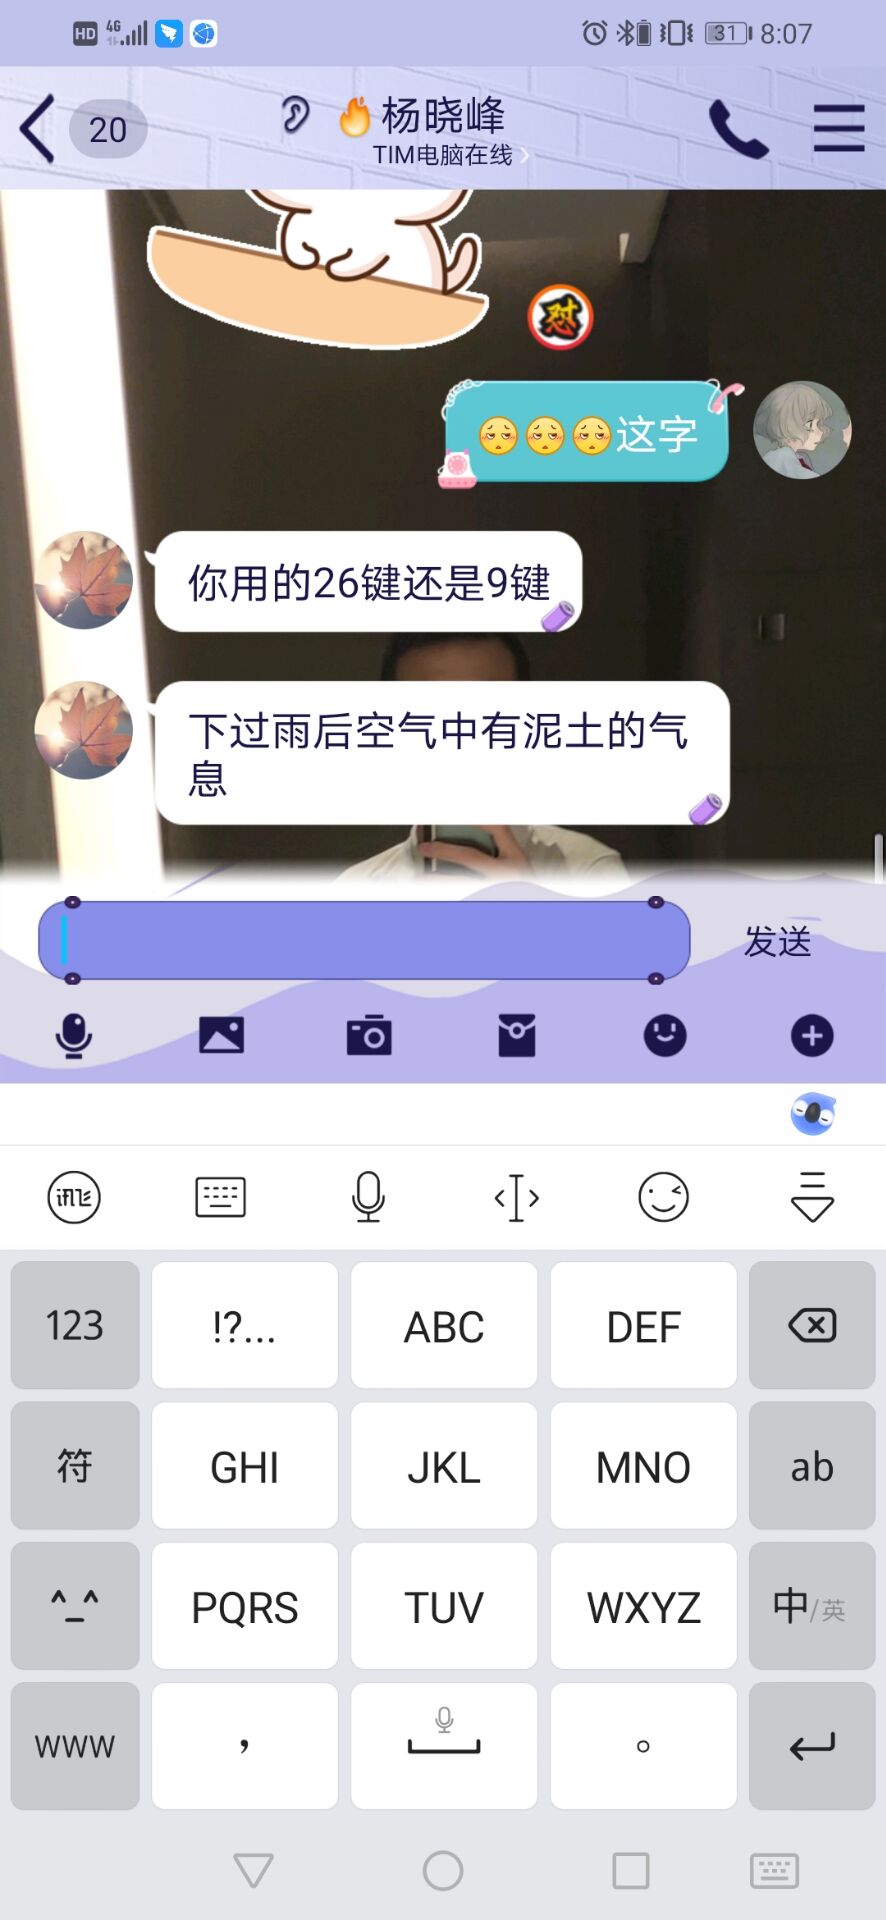 HD 4G 31 8:07
20 杨晓峰
TIM电脑在线
怼
这字
你用的26键还是9键
下过雨后空气中有泥土的气
息
发送
讯飞
123 !?... ABC DEF
符 GHI JKL MNO ab
^_^ PQRS TUV WXYZ 中/英
www , 。